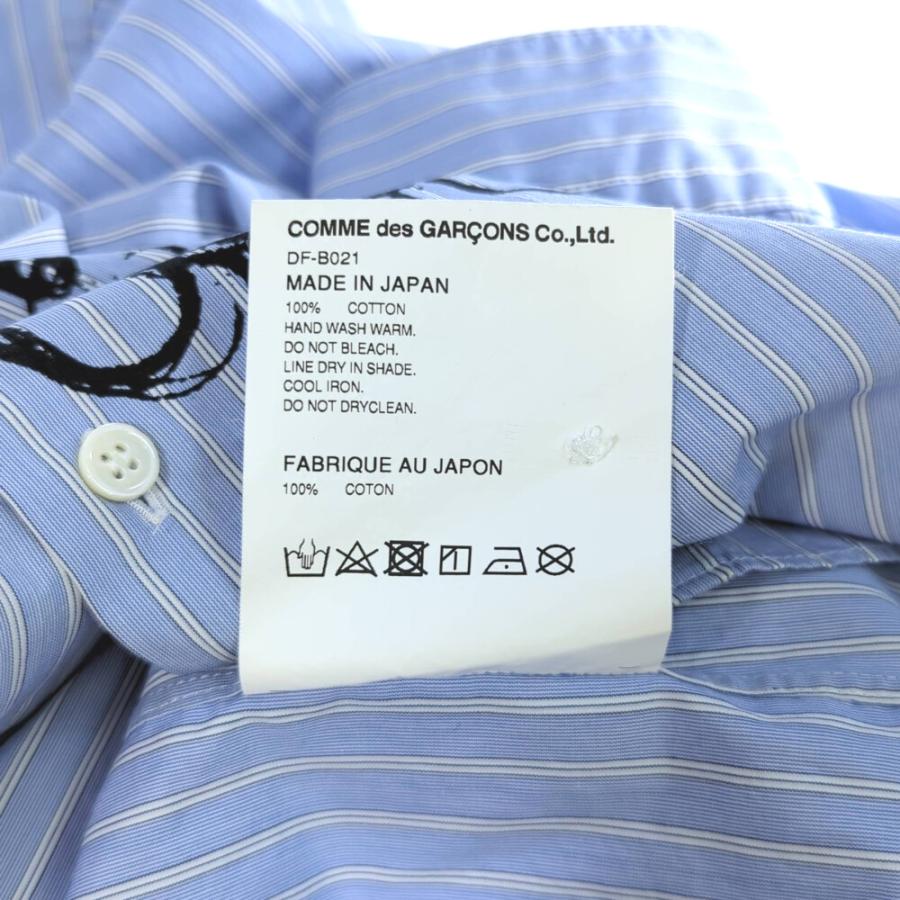 COMME des GARÇONS Co.,Ltd.
DF-B021
MADE IN JAPAN
100% COTTON
HAND WASH WARM.
DO NOT BLEACH.
LINE DRY IN SHADE.
COOL IRON.
DO NOT DRYCLEAN.
FABRIQUE AU JAPON
100% COTON